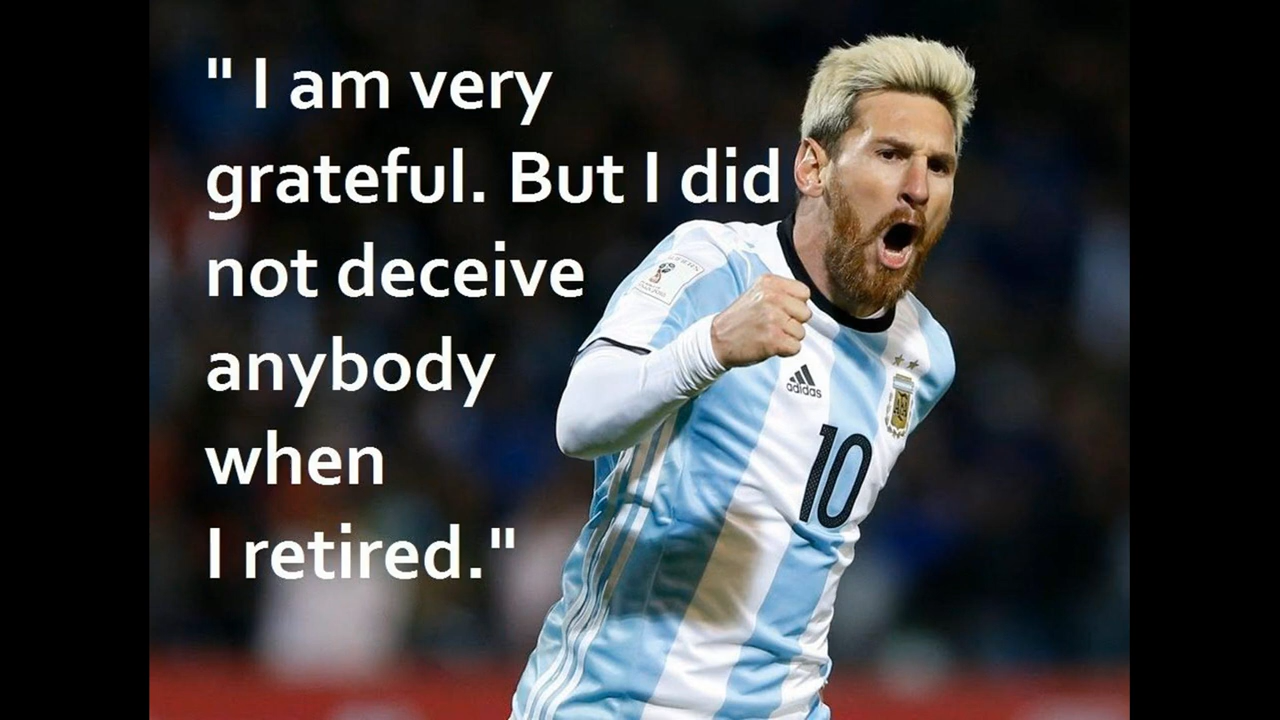 " I am very
grateful. But I did
not deceive
anybody
when
I retired."
adidas
10